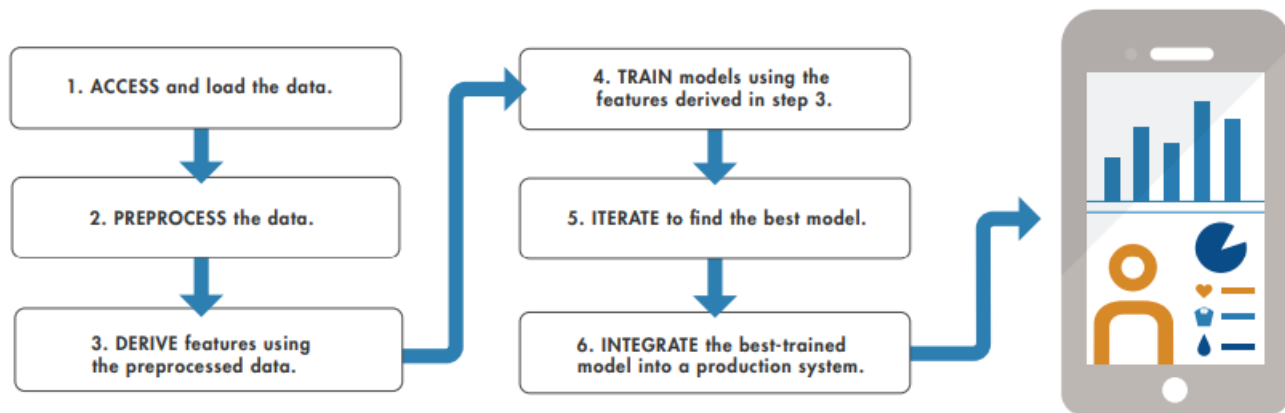 1. ACCESS and load the data.
2. PREPROCESS the data.
3. DERIVE features using
the preprocessed data.
4. TRAIN models using the
features derived in step 3.
5. ITERATE to find the best model.
6. INTEGRATE the best-trained
model into a production system.